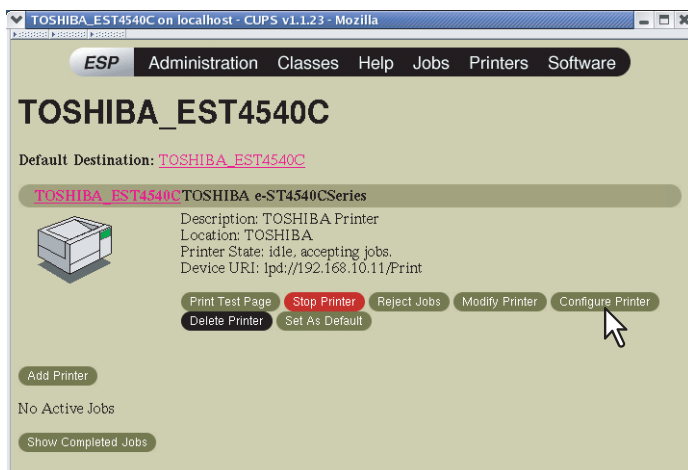 TOSHIBA_EST4540C on localhost - CUPS v1.1.23 - Mozilla
ESP Administration Classes Help Jobs Printers Software
TOSHIBA_EST4540C
Default Destination: TOSHIBA_EST4540C
TOSHIBA_EST4540C TOSHIBA e-ST4540CSeries
Description: TOSHIBA Printer
Location: TOSHIBA
Printer State: idle, accepting jobs.
Device URI: lpd://192.168.10.11/Print
Print Test Page Stop Printer Reject Jobs Modify Printer Configure Printer
Delete Printer Set As Default
Add Printer
No Active Jobs
Show Completed Jobs